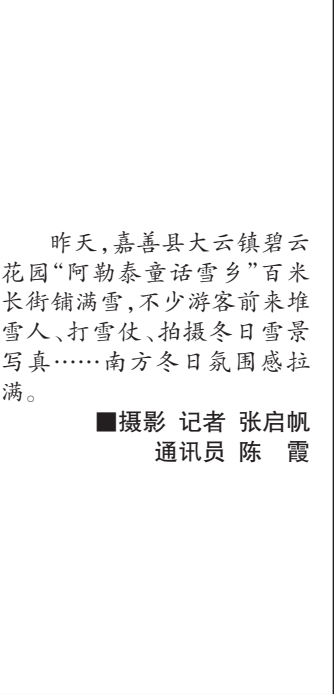 昨天，嘉善县大云镇碧云
花园“阿勒泰童话雪乡”百米
长街铺满雪，不少游客前来堆
雪人、打雪仗、拍摄冬日雪景
写真……南方冬日氛围感拉
满。
■摄影 记者 张启帆
通讯员 陈　霞